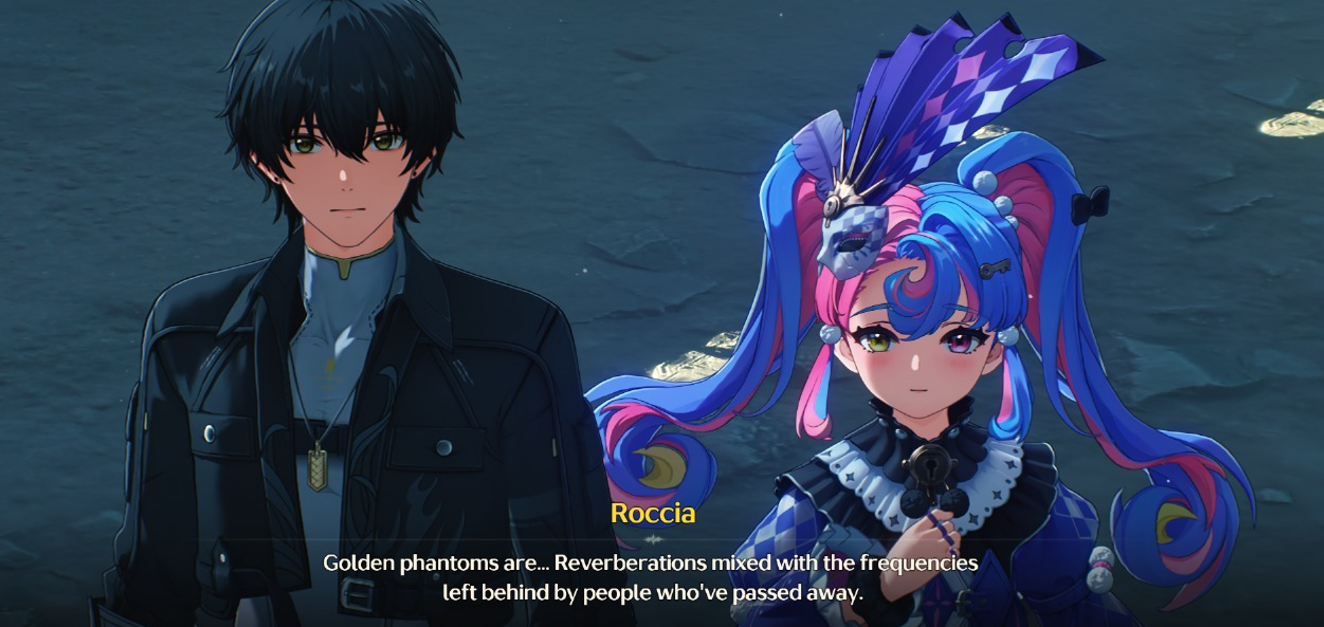 Roccia
Golden phantoms are... Reverberations mixed with the frequencies
left behind by people who've passed away.